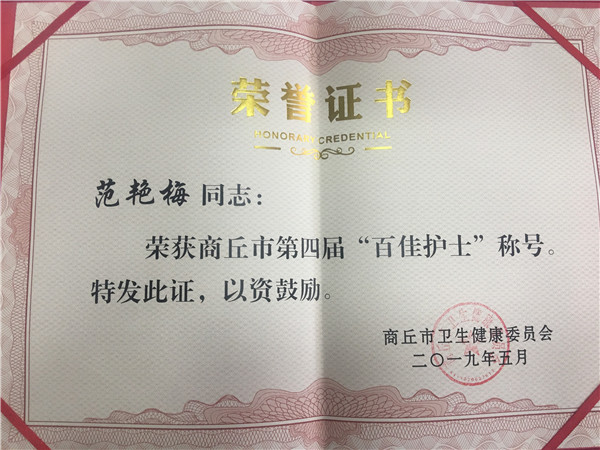 荣誉证书
HONORARY CREDENTIAL
范艳梅同志：
荣获商丘市第四届“百佳护士”称号。
特发此证，以资鼓励。
商丘市卫生健康委员会
二〇一九年五月